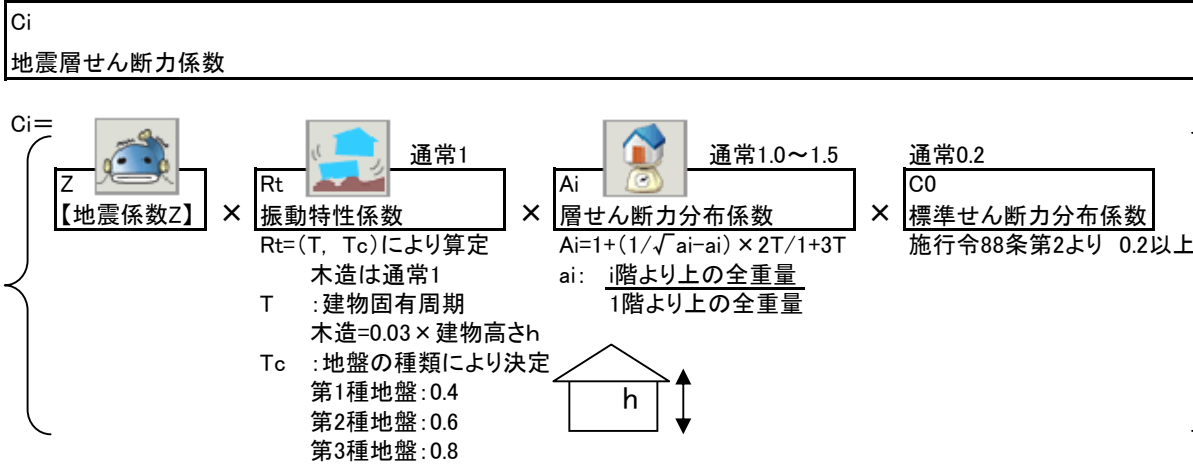 Ci
地震層せん断力係数
Ci=
通常1
通常1.0～1.5
通常0.2
Z
【地震係数Z】
×
Rt
振動特性係数
×
Ai
層せん断力分布係数
×
C0
標準せん断力分布係数
Rt=(T, Tc)により算定
木造は通常1
T :建物固有周期
木造=0.03×建物高さh
Tc :地盤の種類により決定
第1種地盤:0.4
第2種地盤:0.6
第3種地盤:0.8
Ai=1+(1/√ai-ai)×2T/1+3T
ai: i階より上の全重量
1階より上の全重量
h
施行令88条第2より 0.2以上